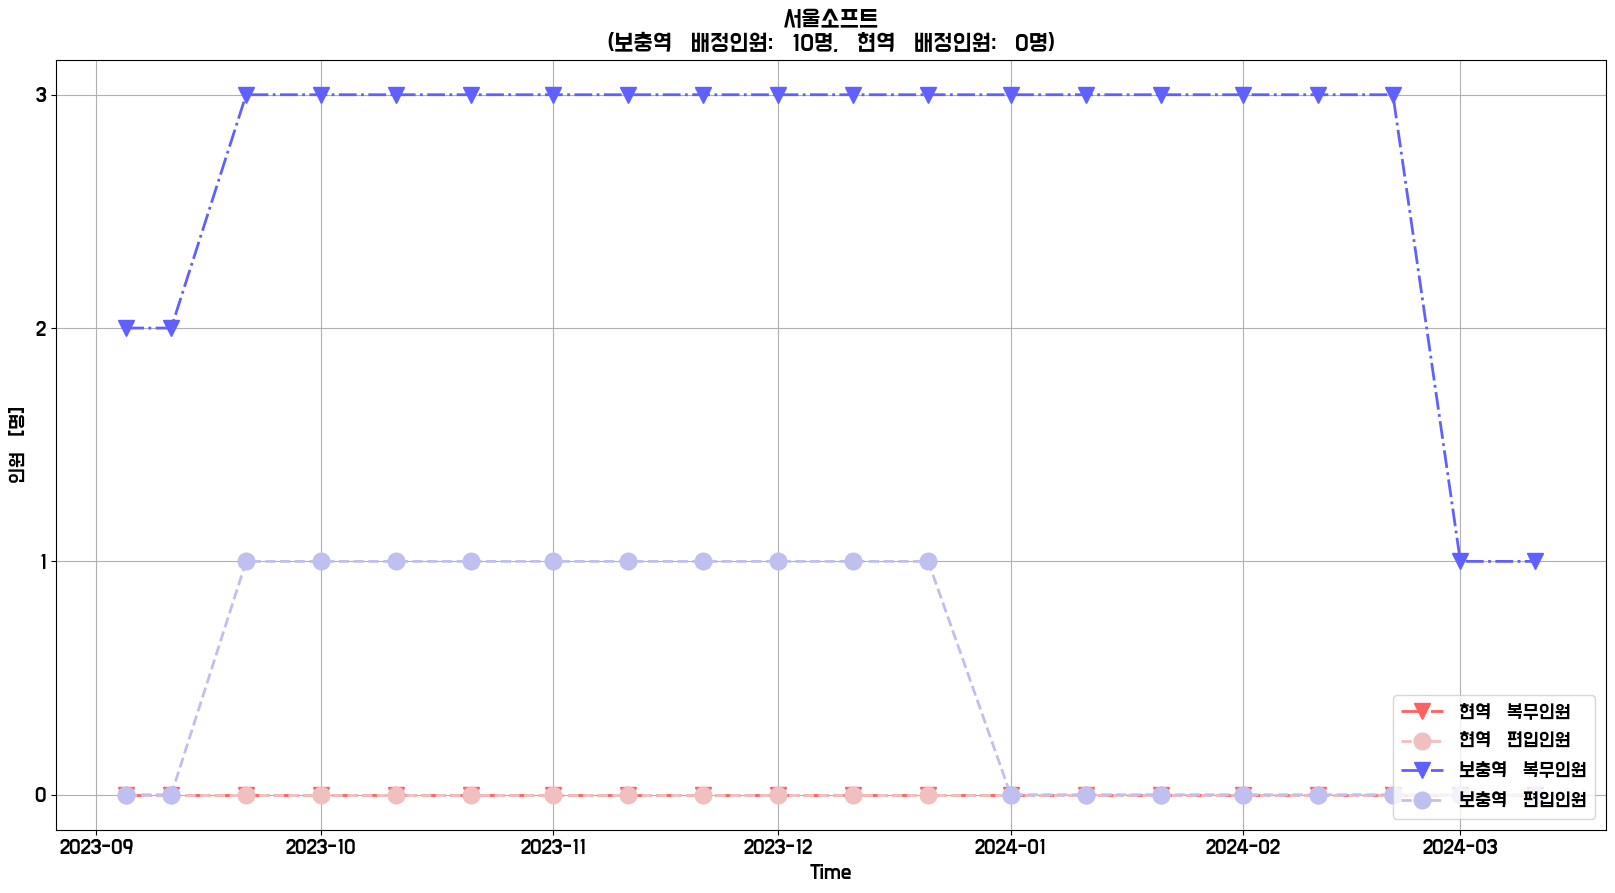 서울소프트
(보충역 배정인원: 10명, 현역 배정인원: 0명)
인원 [명]
3
2
1
0
현역 복무인원
현역 편입인원
보충역 복무인원
보충역 편입인원
2023-09 2023-10 2023-11 2023-12 2024-01 2024-02 2024-03
Time